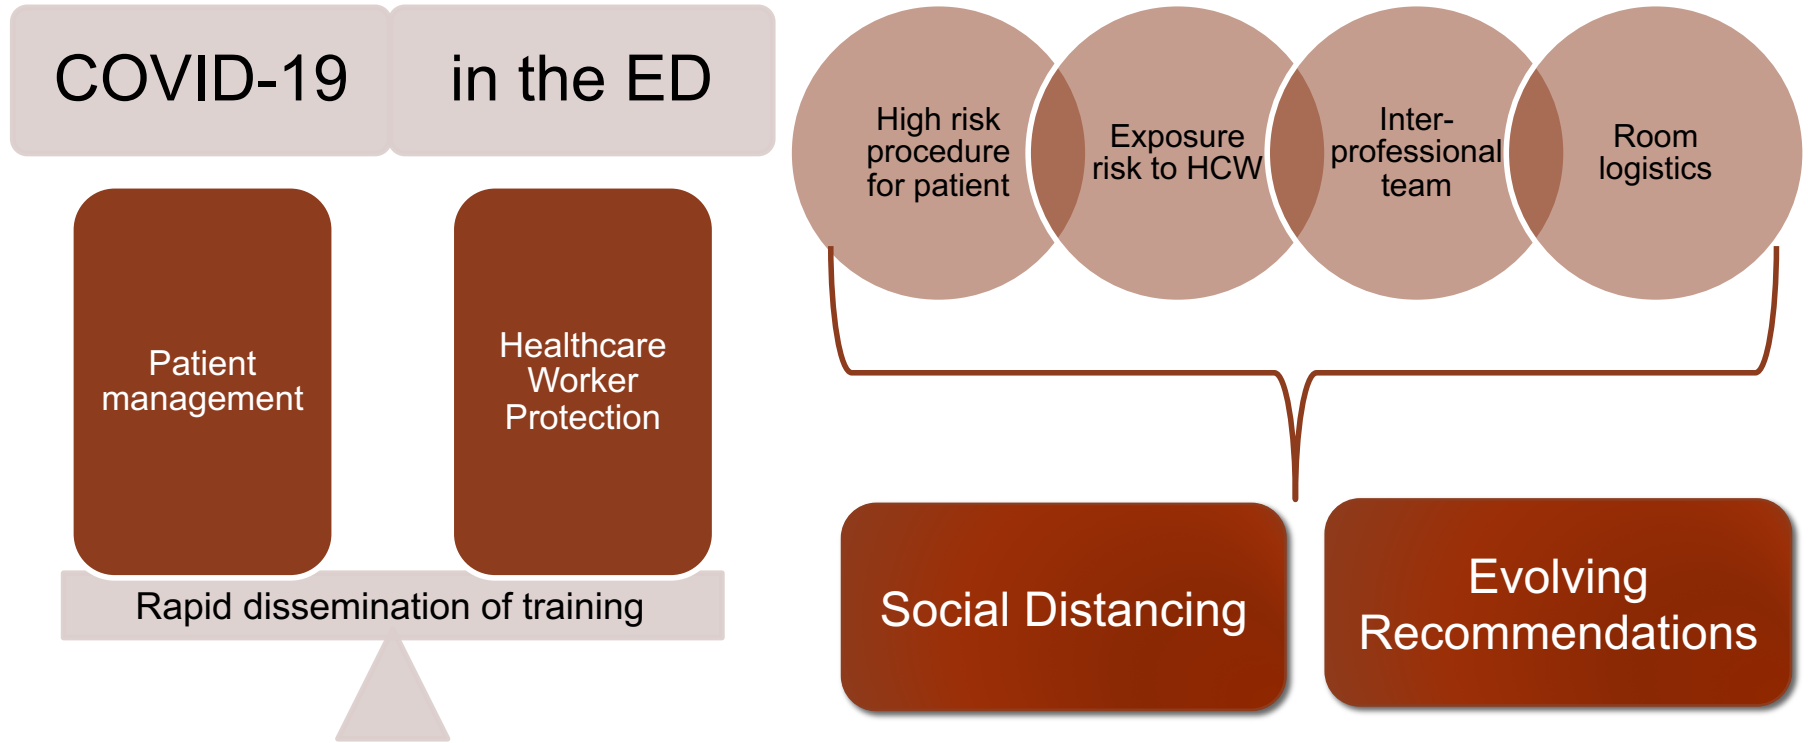 COVID-19
in the ED
Patient
management
Healthcare
Worker
Protection
Rapid dissemination of training
High risk
procedure
for patient
Exposure
risk to HCW
Inter-
professional
team
Room
logistics
Social Distancing
Evolving
Recommendations